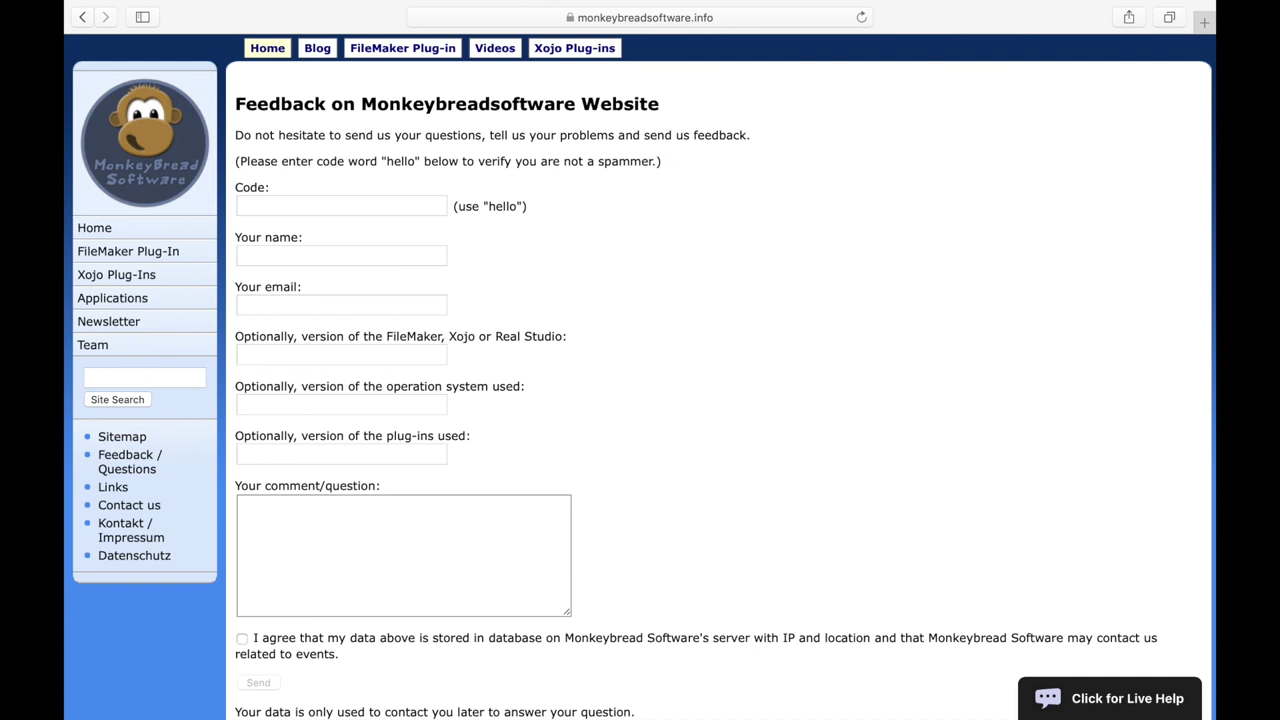 monkeybreadsoftware.info
Home Blog FileMaker Plug-in Videos Xojo Plug-ins
MonkeyBread
Software
Home
FileMaker Plug-In
Xojo Plug-Ins
Applications
Newsletter
Team
Site Search
Sitemap
Feedback /
Questions
Links
Contact us
Kontakt /
Impressum
Datenschutz
Feedback on Monkeybreadsoftware Website
Do not hesitate to send us your questions, tell us your problems and send us feedback.
(Please enter code word "hello" below to verify you are not a spammer.)
Code:
(use "hello")
Your name:
Your email:
Optionally, version of the FileMaker, Xojo or Real Studio:
Optionally, version of the operation system used:
Optionally, version of the plug-ins used:
Your comment/question:
I agree that my data above is stored in database on Monkeybread Software's server with IP and location and that Monkeybread Software may contact us
related to events.
Send
Your data is only used to contact you later to answer your question.
Click for Live Help